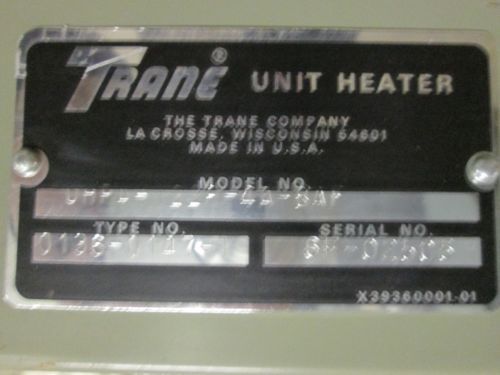 TRANE® UNIT HEATER
THE TRANE COMPANY
LA CROSSE, WISCONSIN 54601
MADE IN U.S.A.
MODEL NO.
TYPE NO. SERIAL NO.
X39360001-01